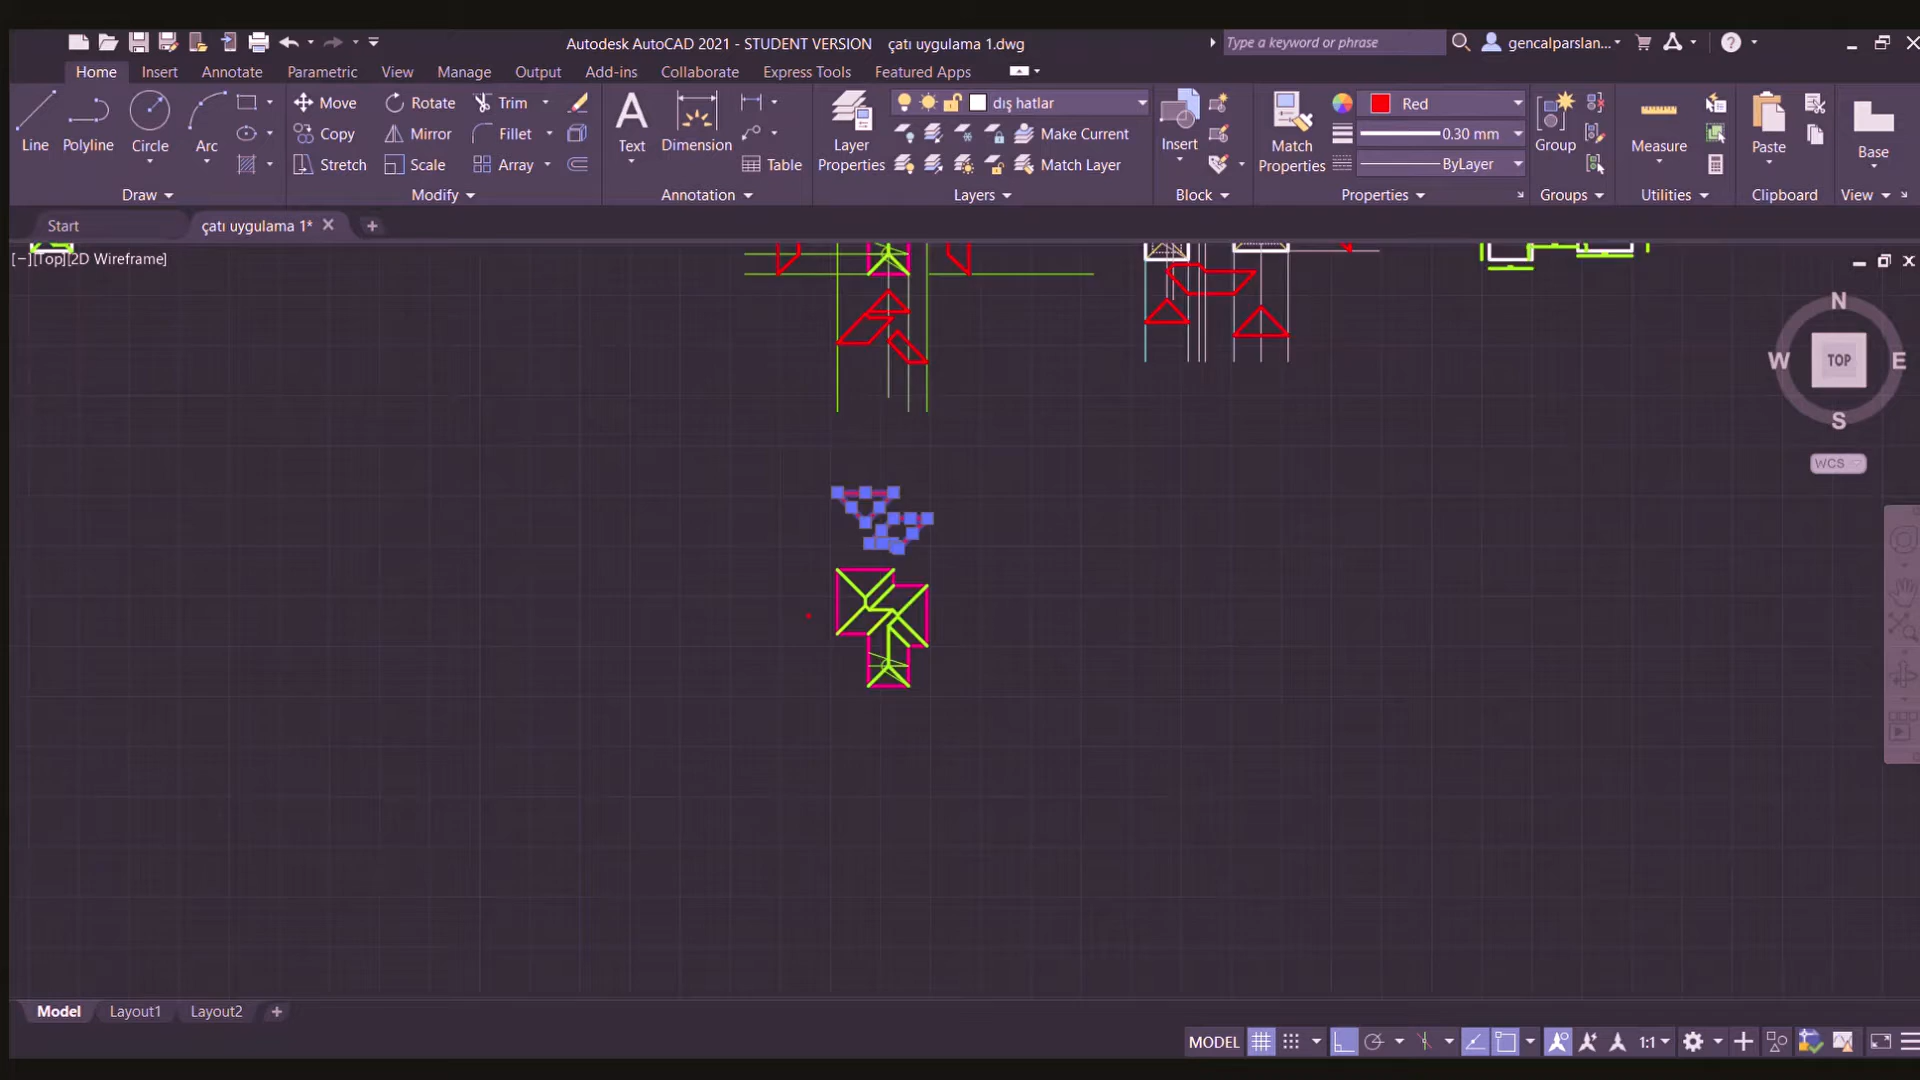 Autodesk AutoCAD 2021 - STUDENT VERSION çatı uygulama 1.dwg
Type a keyword or phrase
gencalparslan...
Home Insert Annotate Parametric View Manage Output Add-ins Collaborate Express Tools Featured Apps
Line Polyline Circle Arc
Draw
Move Rotate Trim
Copy Mirror Fillet
Stretch Scale Array
Modify
Text Dimension Table
Annotation
Layer Properties
dış hatlar
Make Current
Match Layer
Layers
Insert
Block
Match Properties
Red
0.30 mm
ByLayer
Properties
Group
Groups
Measure
Utilities
Paste
Clipboard
Base
View
Start çatı uygulama 1*
[−][Top][2D Wireframe]
N
W TOP E
S
WCS
Model Layout1 Layout2
MODEL 1:1